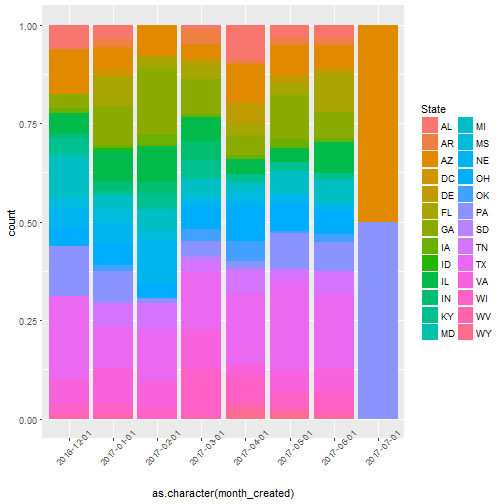 1.00
0.75
0.50
0.25
0.00
count
2016-12-01
2017-01-01
2017-02-01
2017-03-01
2017-04-01
2017-05-01
2017-06-01
2017-07-01
as.character(month_created)
State
AL MI
AR MS
AZ NE
DC OH
DE OK
FL PA
GA SD
IA TN
ID TX
IL VA
IN WI
KY WV
MD WY